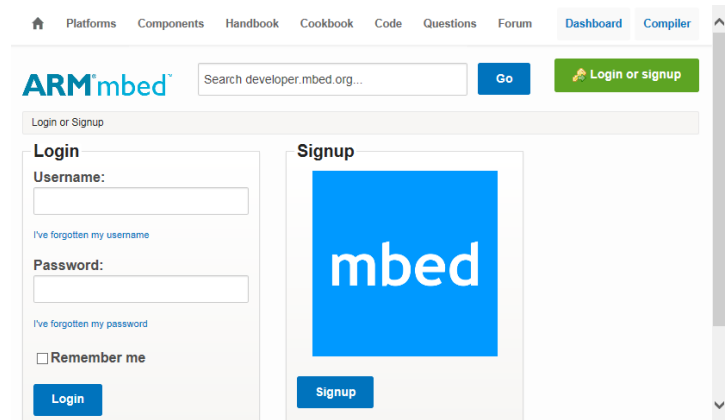 Platforms Components Handbook Cookbook Code Questions Forum Dashboard Compiler
ARM®mbed™ Search developer.mbed.org... Go Login or signup
Login or Signup
Login
Username:
I've forgotten my username
Password:
I've forgotten my password
Remember me
Login
Signup
mbed
Signup